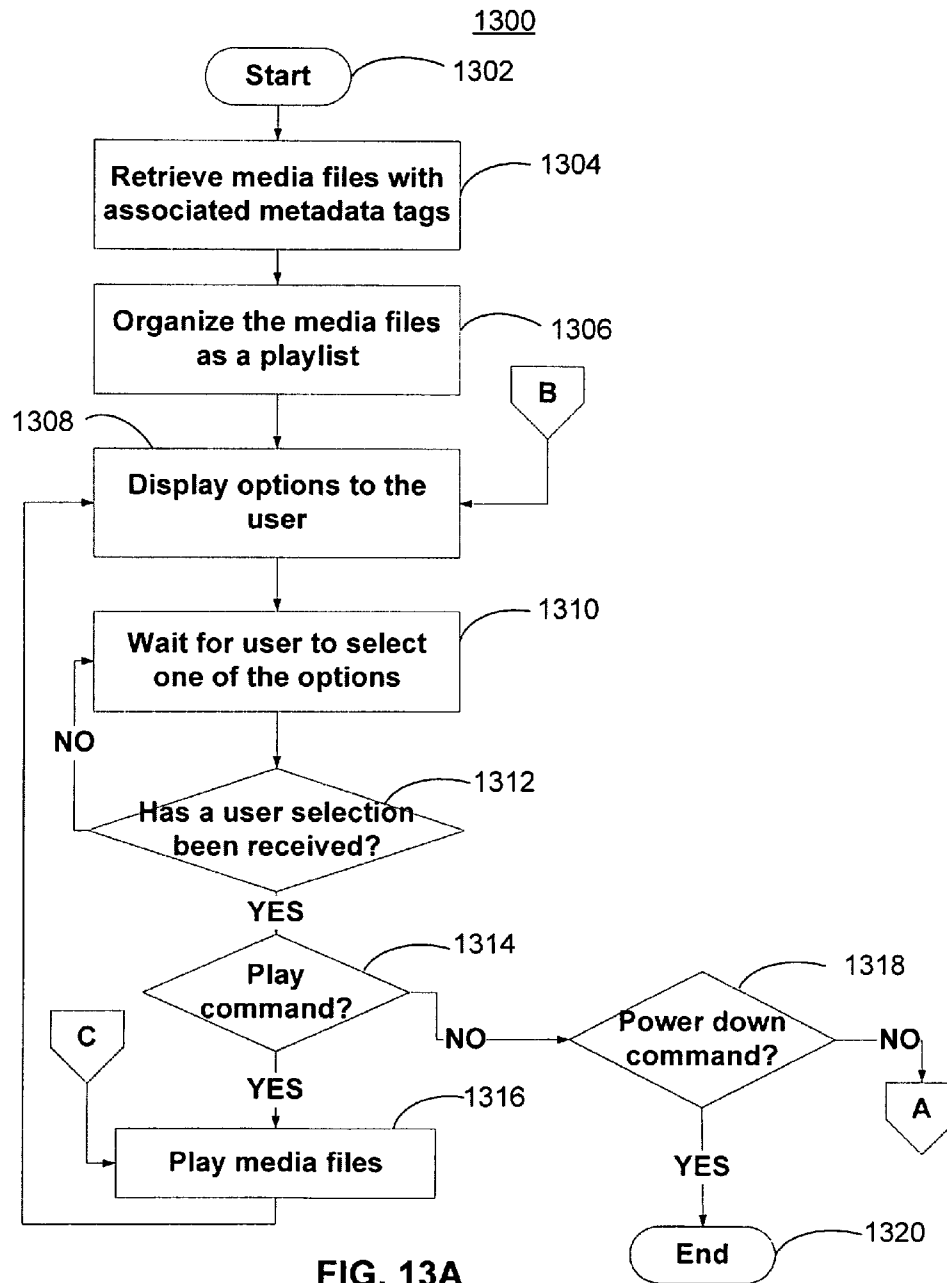 1300
Start
1302
Retrieve media files with
associated metadata tags
1304
Organize the media files
as a playlist
1306
B
1308
Display options to the
user
1310
Wait for user to select
one of the options
NO
1312
Has a user selection
been received?
YES
1314
Play
command?
1318
Power down
command?
C
NO
NO
YES
1316
A
Play media files
YES
1320
End
FIG. 13A